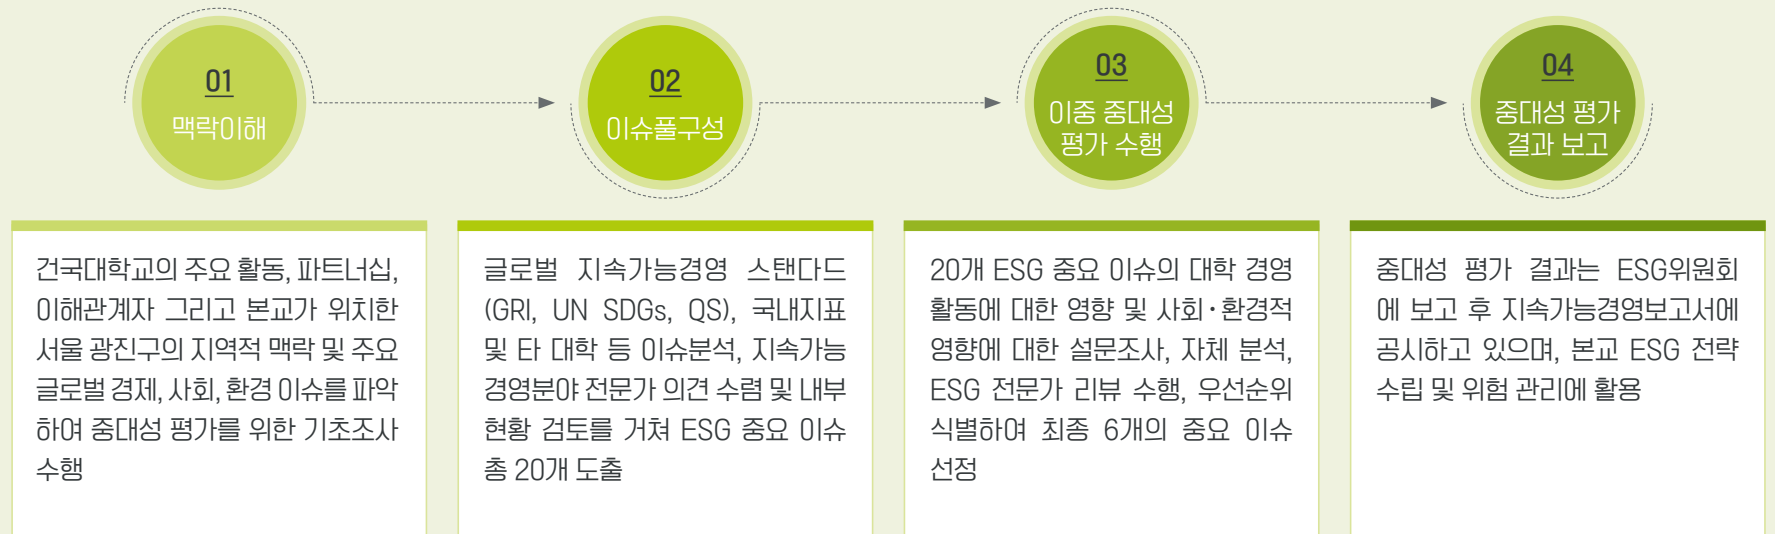 01
맥락이해
02
이슈풀구성
03
이중 중대성
평가 수행
04
중대성 평가
결과 보고
건국대학교의 주요 활동, 파트너십,
이해관계자 그리고 본교가 위치한
서울 광진구의 지역적 맥락 및 주요
글로벌 경제, 사회, 환경 이슈를 파악
하여 중대성 평가를 위한 기초조사
수행
글로벌 지속가능경영 스탠다드
(GRI, UN SDGs, QS), 국내지표
및 타 대학 등 이슈분석, 지속가능
경영분야 전문가 의견 수렴 및 내부
현황 검토를 거쳐 ESG 중요 이슈
총 20개 도출
20개 ESG 중요 이슈의 대학 경영
활동에 대한 영향 및 사회·환경적
영향에 대한 설문조사, 자체 분석,
ESG 전문가 리뷰 수행, 우선순위
식별하여 최종 6개의 중요 이슈
선정
중대성 평가 결과는 ESG위원회
에 보고 후 지속가능경영보고서에
공시하고 있으며, 본교 ESG 전략
수립 및 위험 관리에 활용